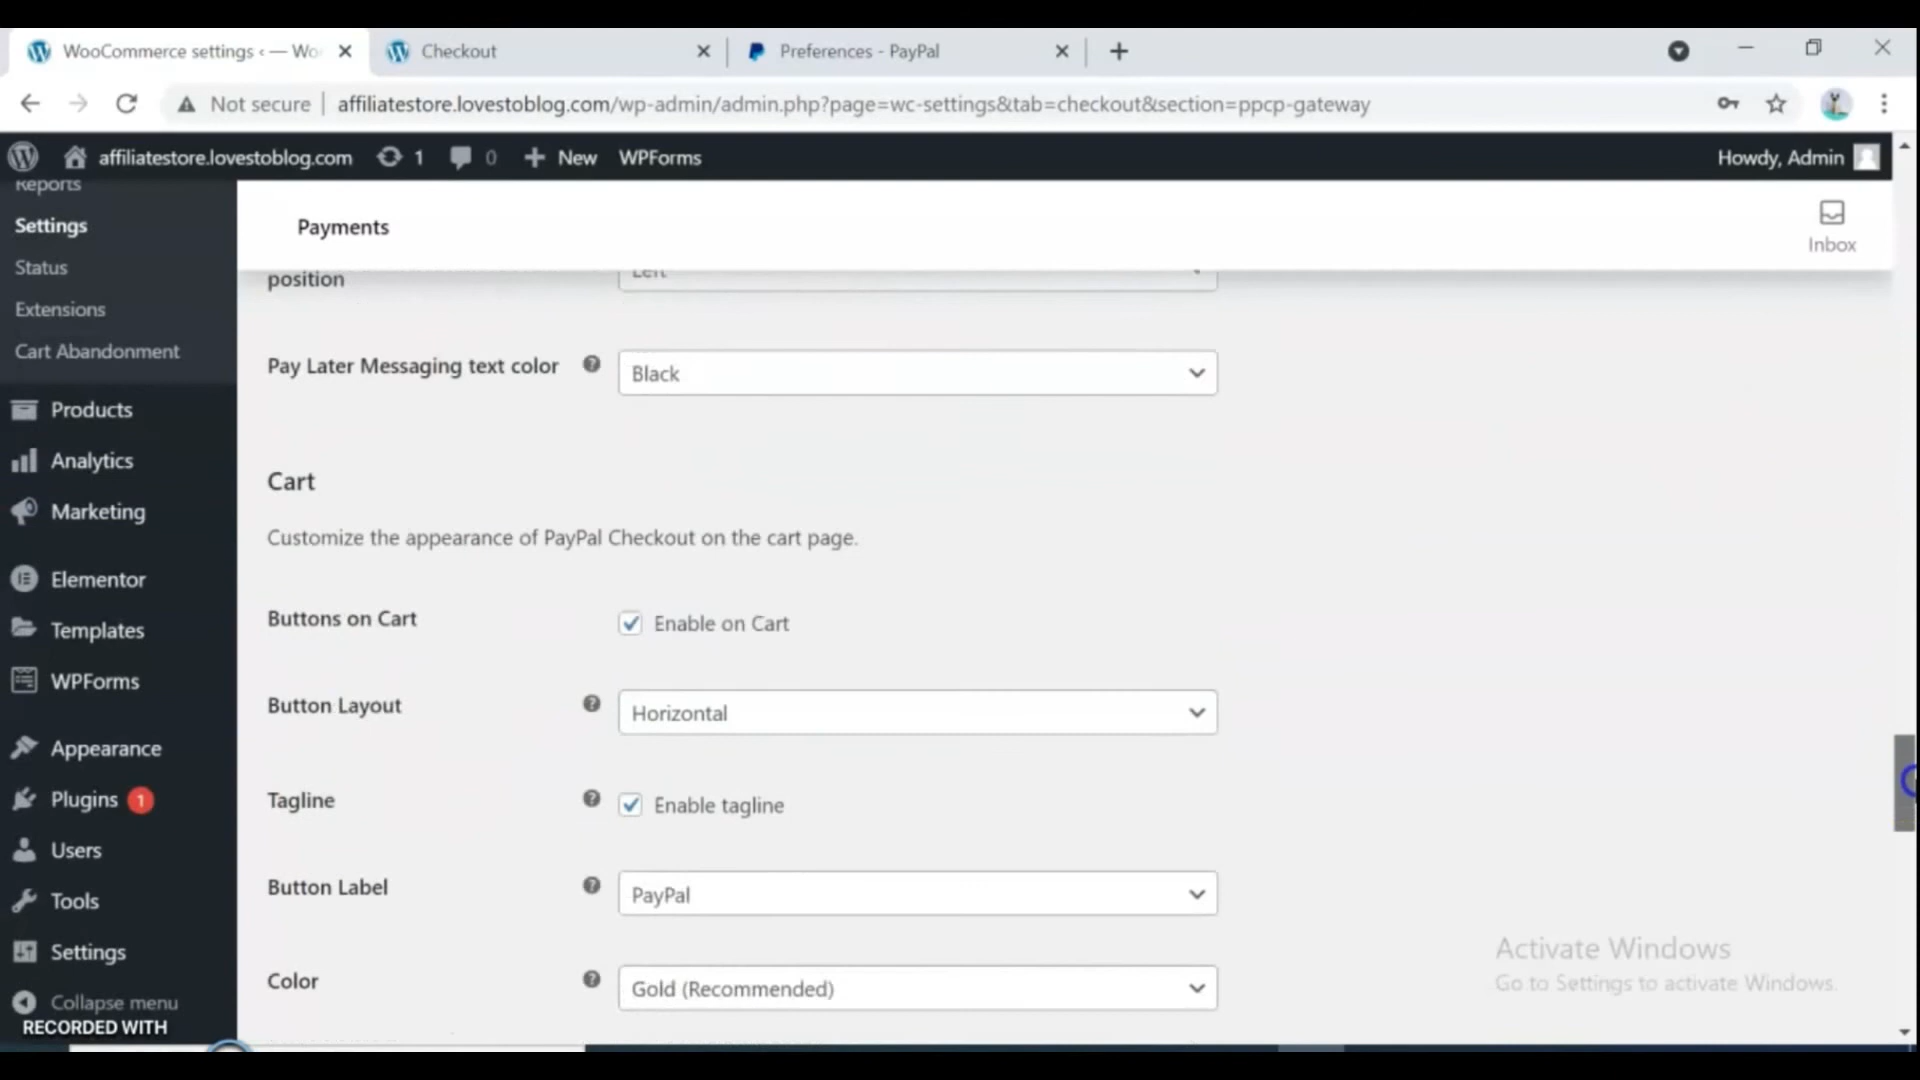 WooCommerce settings ‹ — Wo
Checkout
Preferences - PayPal
Not secure
affiliatestore.lovestoblog.com/wp-admin/admin.php?page=wc-settings&tab=checkout&section=ppcp-gateway
affiliatestore.lovestoblog.com
1
0
New
WPForms
Howdy, Admin
Reports
Settings
Status
Extensions
Cart Abandonment
Products
Analytics
Marketing
Elementor
Templates
WPForms
Appearance
Plugins 1
Users
Tools
Settings
Collapse menu
RECORDED WITH
Payments
Inbox
position
Left
Pay Later Messaging text color
Black
Cart
Customize the appearance of PayPal Checkout on the cart page.
Buttons on Cart
Enable on Cart
Button Layout
Horizontal
Tagline
Enable tagline
Button Label
PayPal
Color
Gold (Recommended)
Activate Windows
Go to Settings to activate Windows.